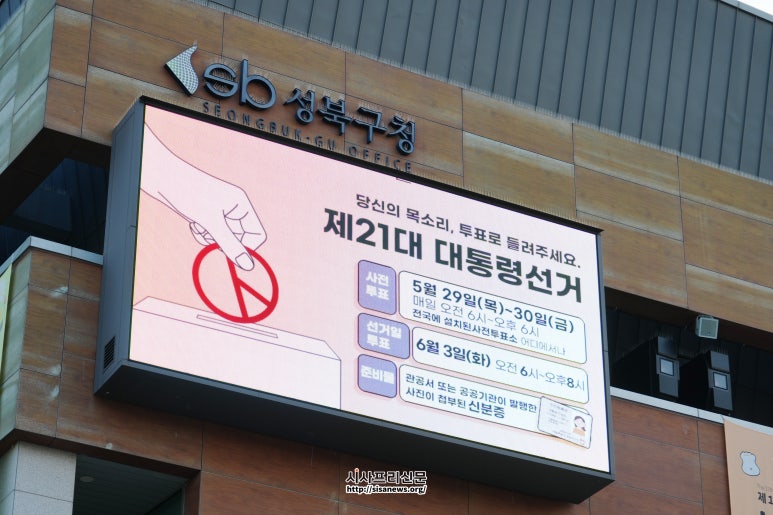 sb 성북구청
SEONGBUK-GU OFFICE
당신의 목소리, 투표로 들려주세요.
제21대 대통령선거
사전
투표
5월 29일(목)~30일(금)
매일 오전 6시~오후 6시
전국에 설치된사전투표소 어디에서나
선거일
투표
6월 3일(화) 오전 6시~오후8시
준비물
관공서 또는 공공기관이 발행한
사진이 첩부된 신분증
시사프리신문
http://sisanews.org/